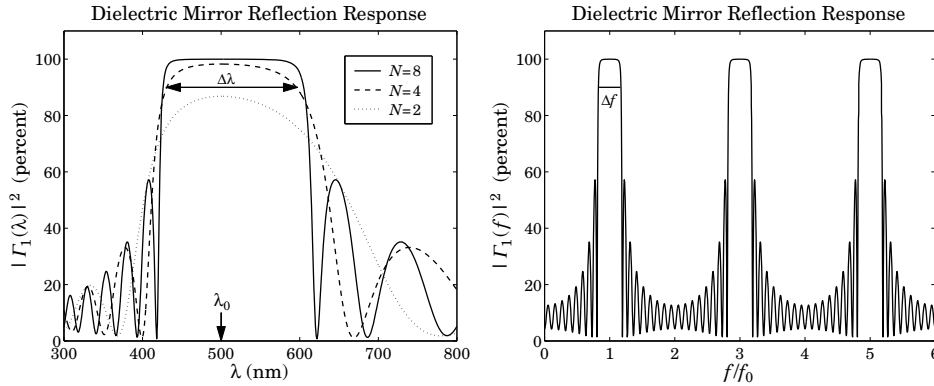 Dielectric Mirror Reflection Response
|Γ₁(λ)|² (percent)
100
80
60
40
20
0
Δλ
N=8
N=4
N=2
λ₀
300 400 500 600 700 800
λ (nm)
Dielectric Mirror Reflection Response
|Γ₁(f)|² (percent)
100
80
60
40
20
0
Δf
0 1 2 3 4 5 6
f/f₀